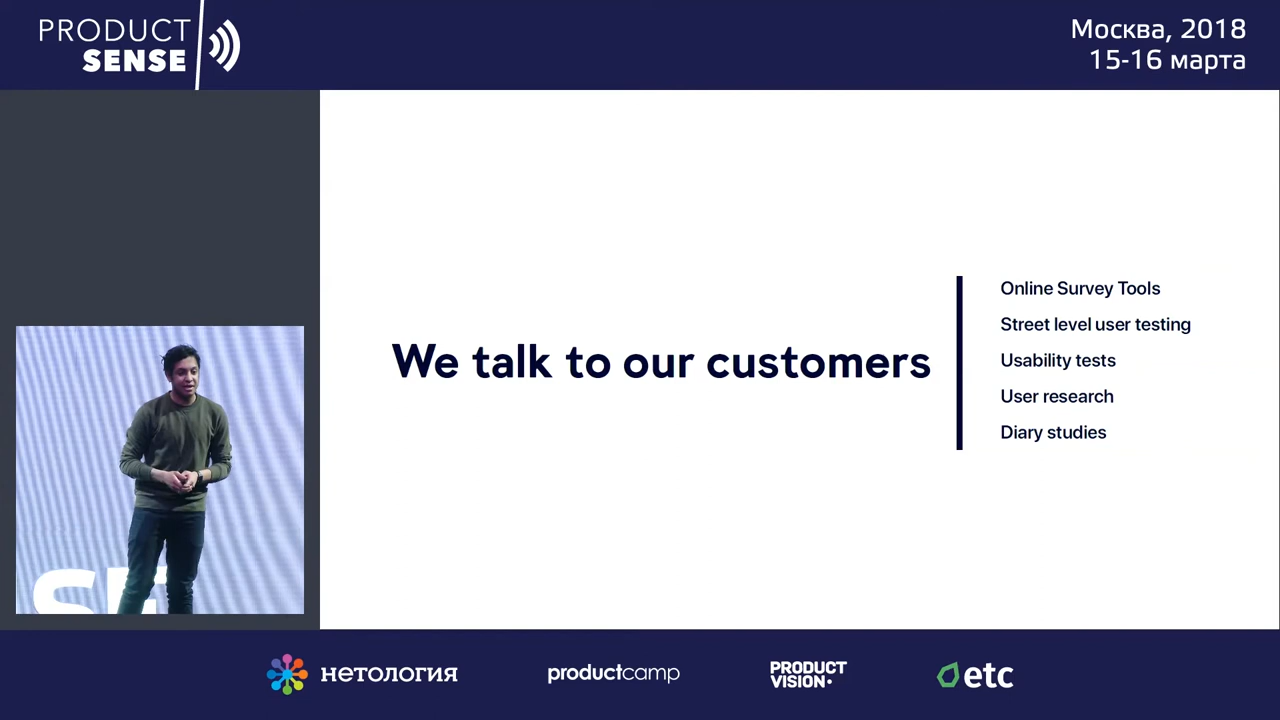 PRODUCT
SENSE
Москва, 2018
15-16 марта
We talk to our customers
Online Survey Tools
Street level user testing
Usability tests
User research
Diary studies
SE
нетология
productcamp
PRODUCT
VISION
etc